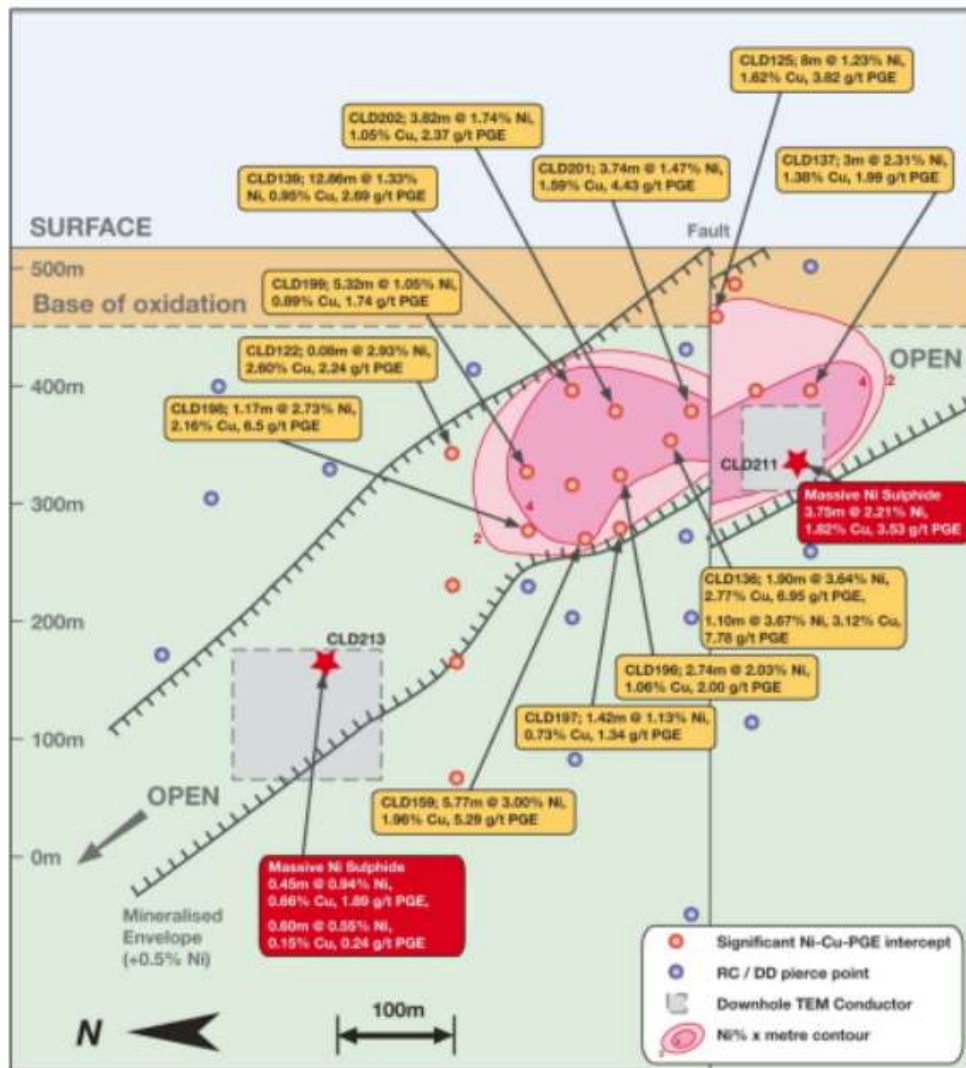 CLD125; 8m @ 1.23% Ni,
1.62% Cu, 3.82 g/t PGE
CLD202; 3.82m @ 1.74% Ni,
1.05% Cu, 2.37 g/t PGE
CLD201; 3.74m @ 1.47% Ni,
1.59% Cu, 4.43 g/t PGE
CLD137; 3m @ 2.31% Ni,
1.38% Cu, 1.99 g/t PGE
CLD139; 12.86m @ 1.33%
Ni, 0.95% Cu, 2.69 g/t PGE
SURFACE
Fault
500m
Base of oxidation
CLD199; 5.32m @ 1.05% Ni,
0.89% Cu, 1.74 g/t PGE
CLD122; 0.08m @ 2.93% Ni,
2.60% Cu, 2.24 g/t PGE
OPEN
400m
4
2
CLD198; 1.17m @ 2.73% Ni,
2.16% Cu, 6.5 g/t PGE
CLD211
300m
4
2
Massive Ni Sulphide
3.75m @ 2.21% Ni,
1.82% Cu, 3.53 g/t PGE
CLD136; 1.90m @ 3.64% Ni,
2.77% Cu, 6.95 g/t PGE,
1.10m @ 3.67% Ni, 3.12% Cu,
7.78 g/t PGE
200m
CLD213
CLD196; 2.74m @ 2.03% Ni,
1.06% Cu, 2.00 g/t PGE
CLD197; 1.42m @ 1.13% Ni,
0.73% Cu, 1.34 g/t PGE
100m
OPEN
CLD159; 5.77m @ 3.00% Ni,
1.96% Cu, 5.29 g/t PGE
0m
Massive Ni Sulphide
0.45m @ 0.94% Ni,
0.66% Cu, 1.89 g/t PGE,
0.60m @ 0.55% Ni,
0.15% Cu, 0.24 g/t PGE
Mineralised
Envelope
(+0.5% Ni)
N
100m
Significant Ni-Cu-PGE intercept
RC / DD pierce point
Downhole TEM Conductor
Ni% x metre contour